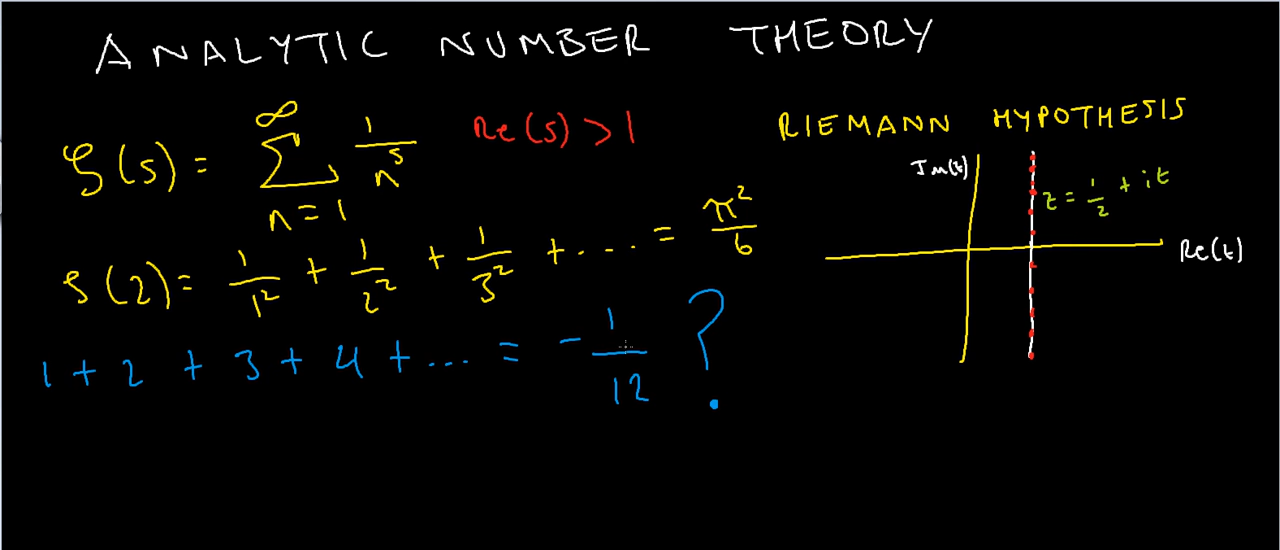 ANALYTIC NUMBER THEORY
ζ(s) = ∑_{n=1}^{∞} 1/n^s   Re(s) > 1
ζ(2) = 1/1² + 1/2² + 1/3² + .... = π²/6
1 + 2 + 3 + 4 + ... = -1/12 ?
RIEMANN HYPOTHESIS
Im(t)
z = 1/2 + it
Re(t)